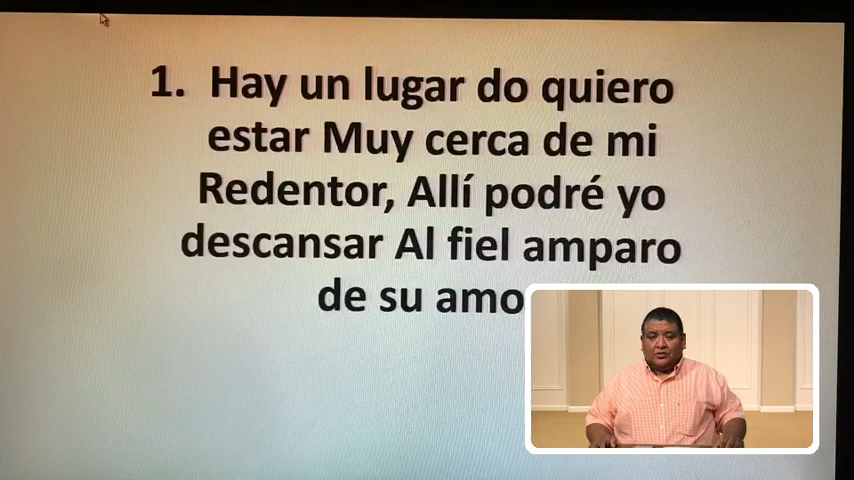 1. Hay un lugar do quiero
estar Muy cerca de mi
Redentor, Allí podré yo
descansar Al fiel amparo
de su amo